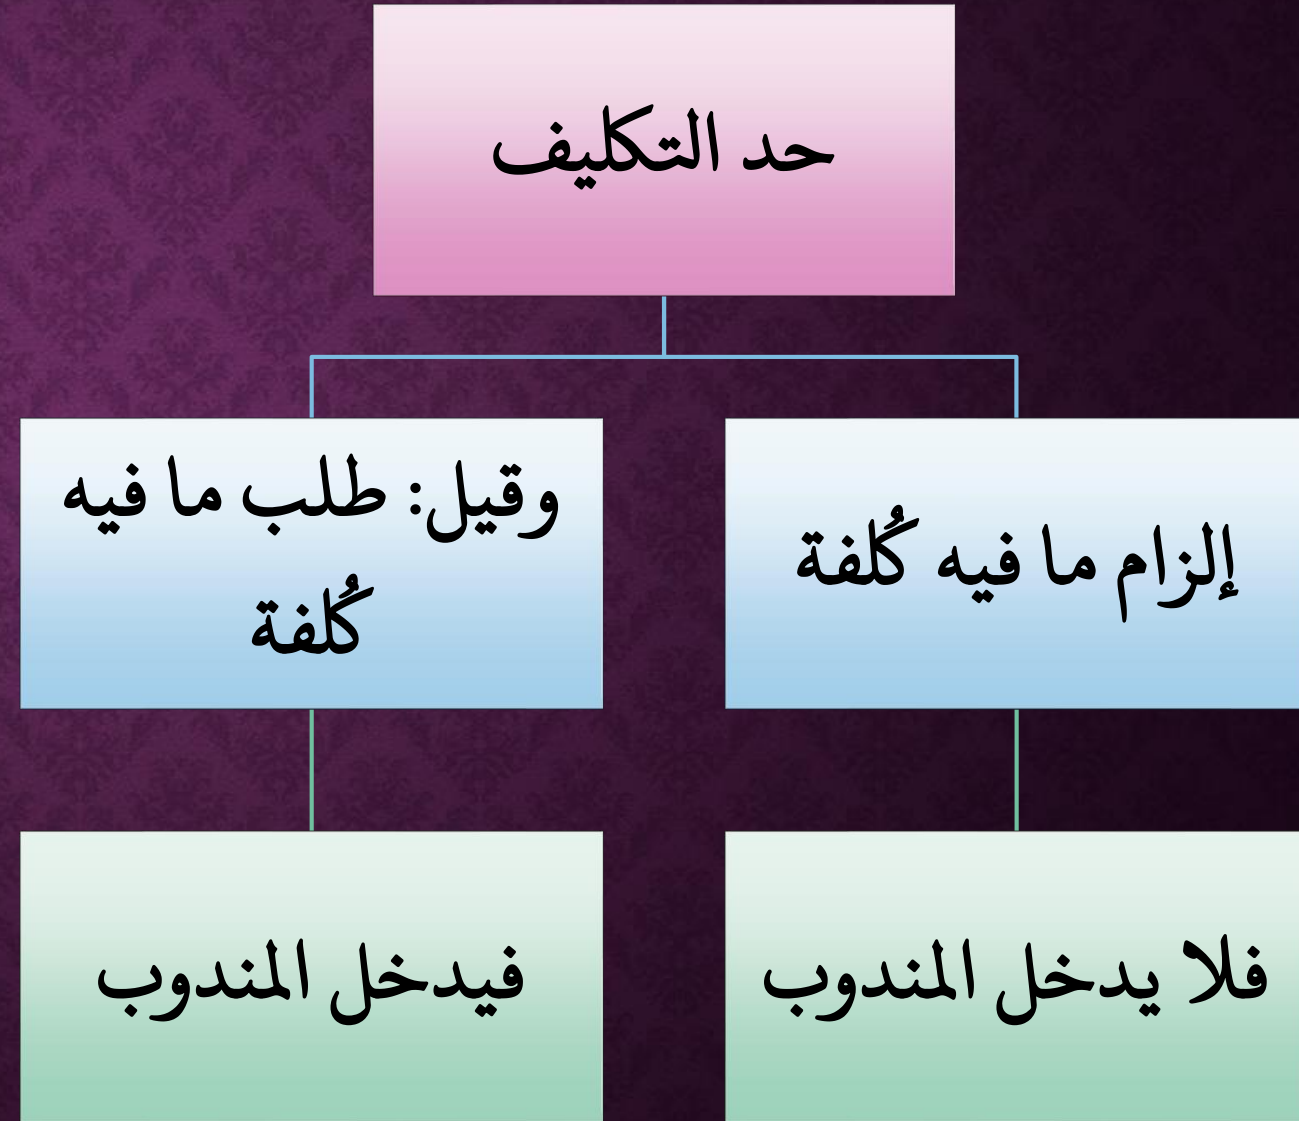 حد التكليف
إلزام ما فيه كُلفة
وقيل: طلب ما فيه
كُلفة
فلا يدخل المندوب
فيدخل المندوب